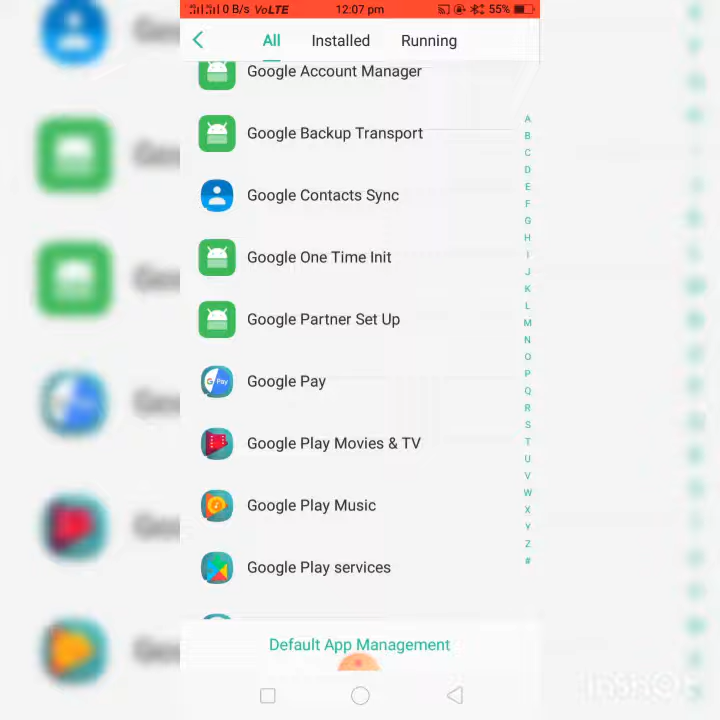 0 B/s VoLTE 12:07 pm 55%
All Installed Running
Google Account Manager
Google Backup Transport
Google Contacts Sync
Google One Time Init
Google Partner Set Up
G Pay Google Pay
Google Play Movies & TV
Google Play Music
Google Play services
A
B
C
D
E
F
G
H
I
J
K
L
M
N
O
P
Q
R
S
T
U
V
W
X
Y
Z
#
Default App Management